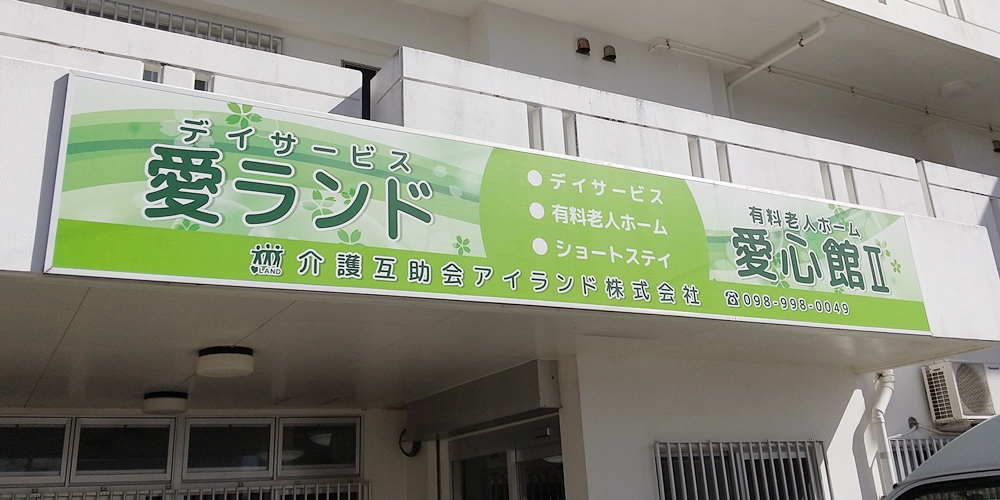 デイサービス
愛ランド
LAND
介護互助会アイランド株式会社
● デイサービス
● 有料老人ホーム
● ショートステイ
有料老人ホーム
愛心館Ⅱ
☎098-998-0049